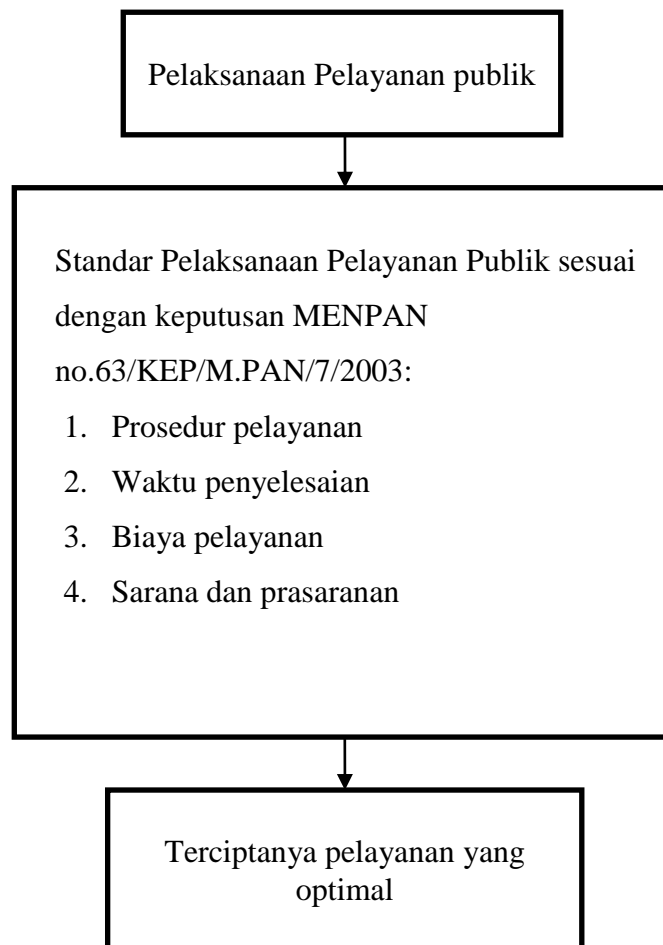 Pelaksanaan Pelayanan publik
Standar Pelaksanaan Pelayanan Publik sesuai
dengan keputusan MENPAN
no.63/KEP/M.PAN/7/2003:
1. Prosedur pelayanan
2. Waktu penyelesaian
3. Biaya pelayanan
4. Sarana dan prasaranan
Terciptanya pelayanan yang
optimal